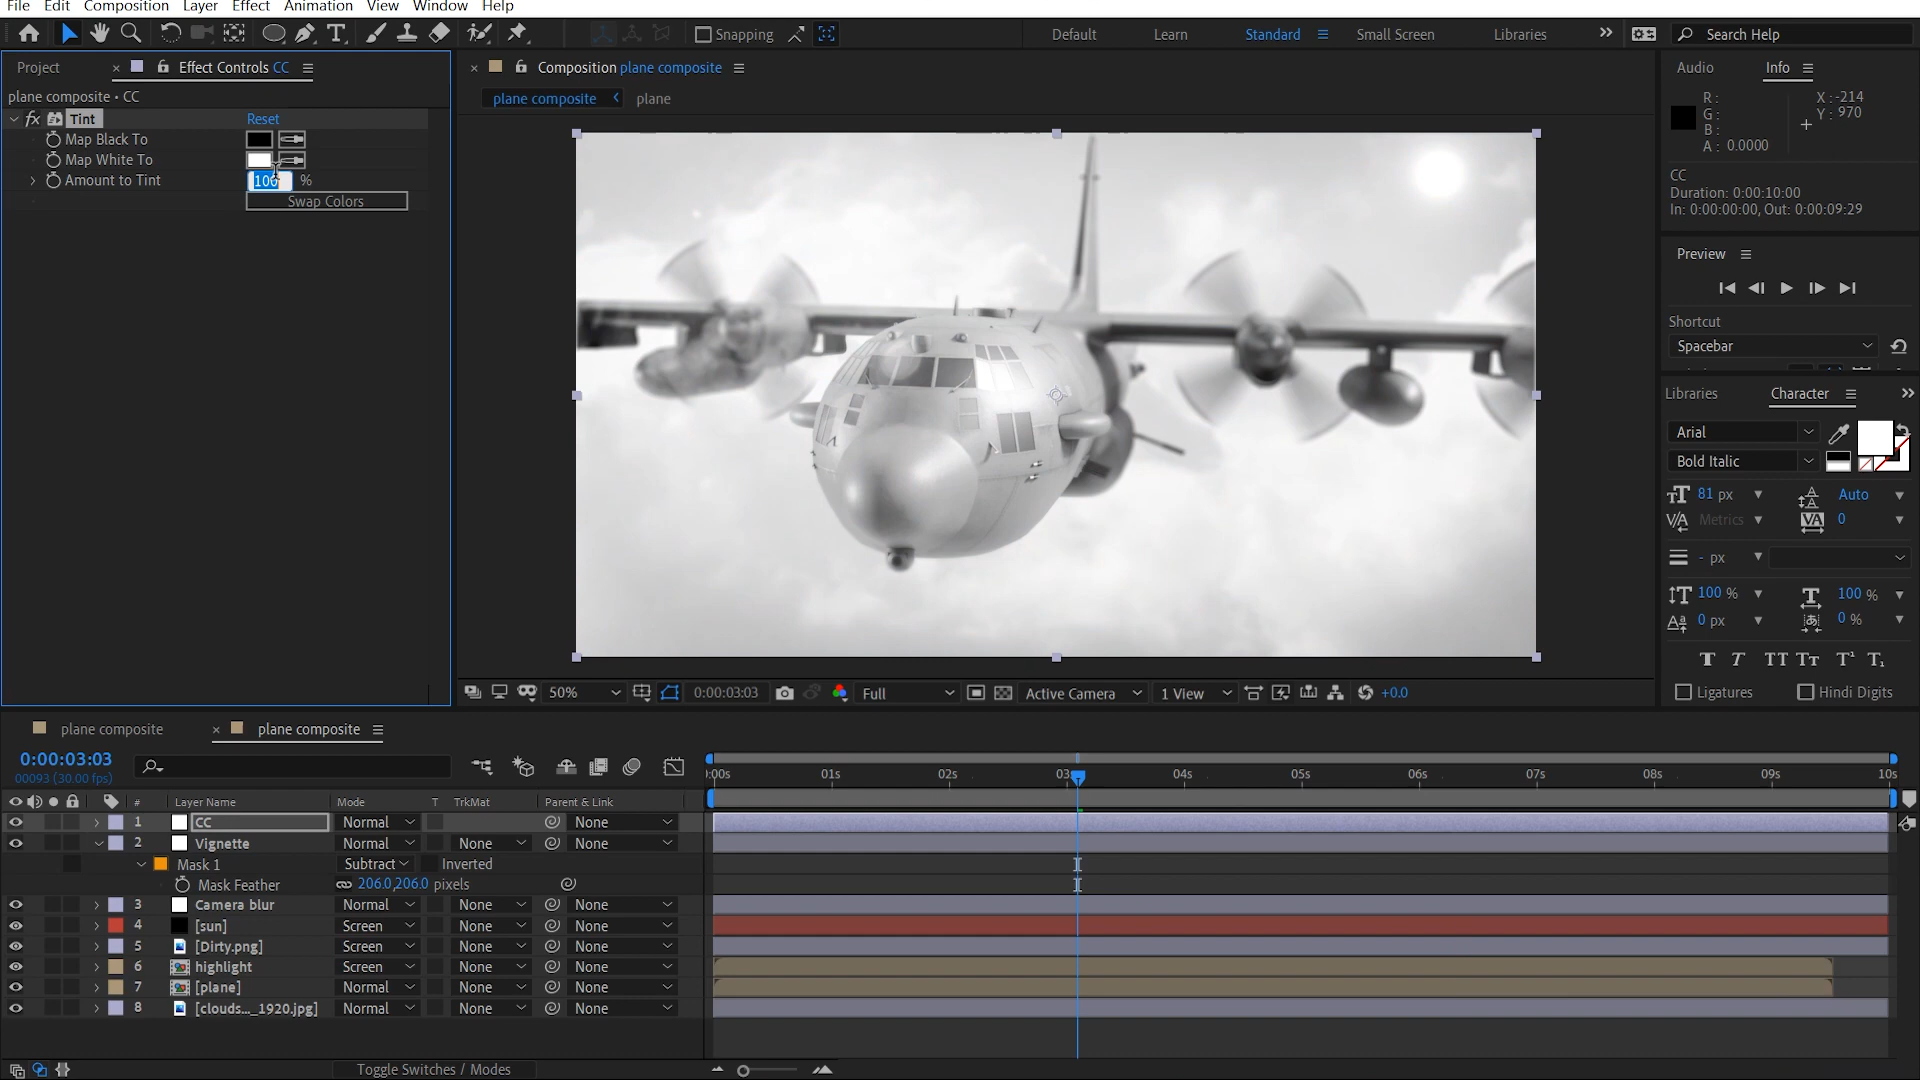 File Edit Composition Layer Effect Animation View Window Help
Snapping
Default Learn Standard Small Screen Libraries
Search Help
Project
Effect Controls CC
plane composite • CC
fx Tint Reset
Map Black To
Map White To
Amount to Tint 100 %
Swap Colors
Composition plane composite
plane composite plane
Audio Info
R :
G :
B :
A : 0.0000
X : -214
Y : 970
CC
Duration: 0:00:10:00
In: 0:00:00:00, Out: 0:00:09:29
Preview
Shortcut
Spacebar
Libraries Character
Arial
Bold Italic
81 px Auto
Metrics 0
- px
100 % 100 %
0 px 0 %
T T TT Tt T¹ T₁
Ligatures Hindi Digits
50% 0:00:03:03 Full Active Camera 1 View +0.0
plane composite plane composite
0:00:03:03
00093 (30.00 fps)
:00s 01s 02s 03s 04s 05s 06s 07s 08s 09s 10s
# Layer Name Mode T TrkMat Parent & Link
1 CC Normal None
2 Vignette Normal None None
Mask 1 Subtract Inverted
Mask Feather 206.0,206.0 pixels
3 Camera blur Normal None None
4 [sun] Screen None None
5 [Dirty.png] Screen None None
6 highlight Screen None None
7 [plane] Normal None None
8 [clouds..._1920.jpg] Normal None None
Toggle Switches / Modes